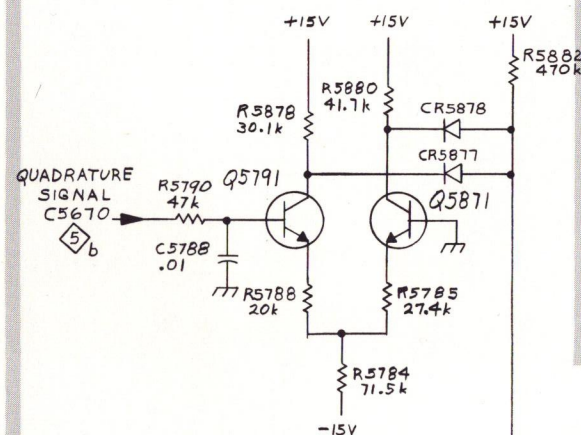 +15V
+15V
+15V
R5882
470k
R5880
41.7k
CR5878
R5878
30.1k
CR5877
QUADRATURE
SIGNAL
C5670
5
b
R5790
47k
Q5791
Q5871
C5788
.01
R5788
20k
R5785
27.4k
R5784
71.5k
-15V